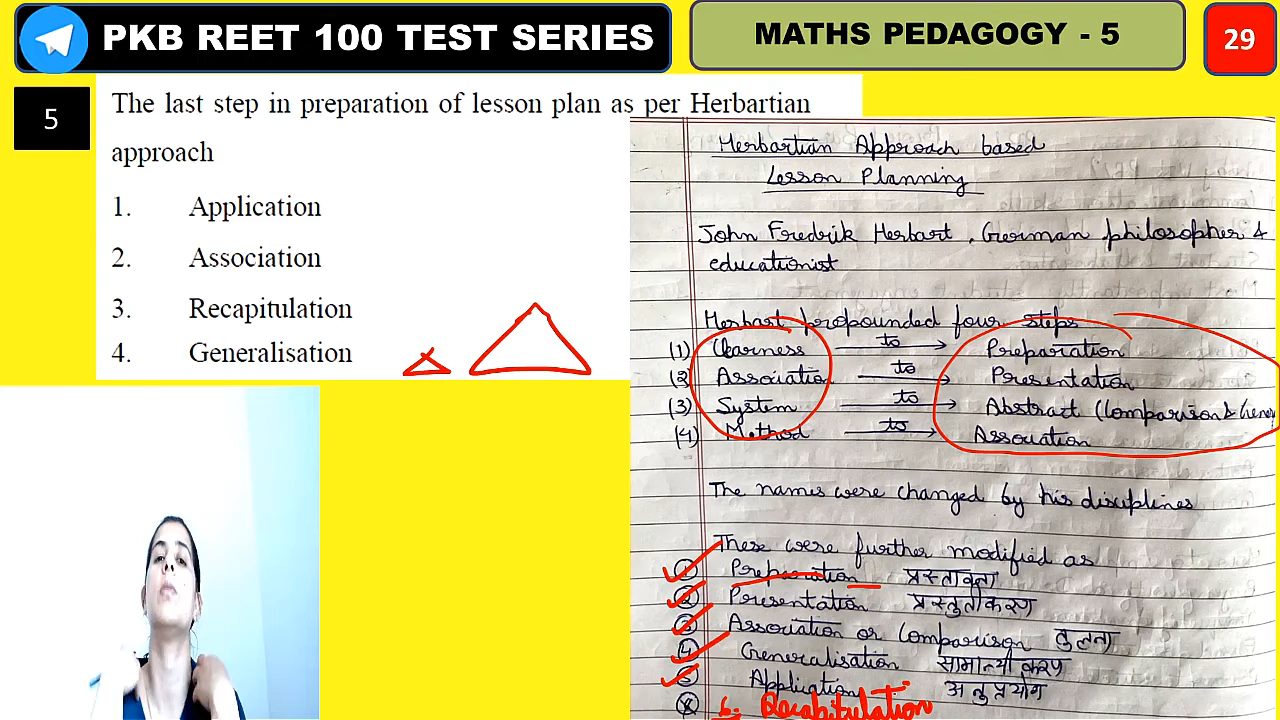 PKB REET 100 TEST SERIES
MATHS PEDAGOGY - 5
29
5
The last step in preparation of lesson plan as per Herbartian
approach
1. Application
2. Association
3. Recapitulation
4. Generalisation
Herbartian Approach based
Lesson Planning
John Fredrik Herbart, German philosopher &
educationist
Herbart propounded four steps
(1) Clearness to Preparation
(2) Association to Presentation
(3) System to Abstract (Comparison &
(4) Method to Association
The names were changed by his disciplines
These were further modified as
1 Preparation प्रस्तावना
2 Presentation प्रस्तुतीकरण
3 Association or Comparison तुलना
4 Generalisation सामान्यीकरण
5 Application अनुप्रयोग
6. Recapitulation